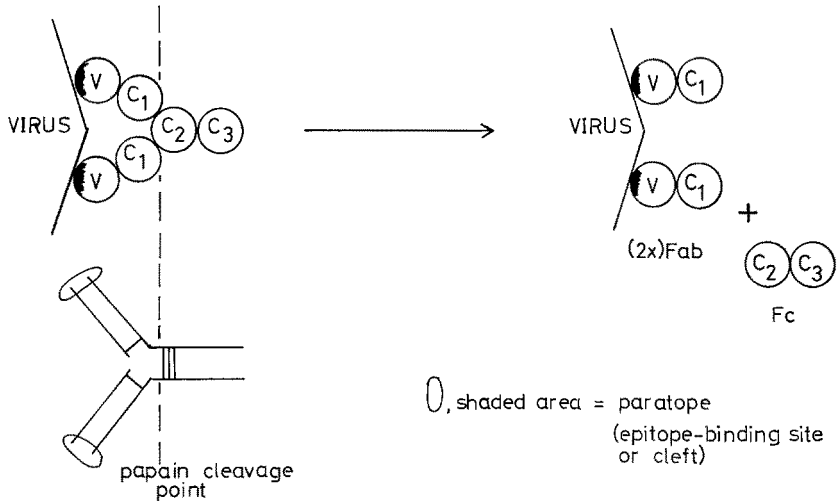 VIRUS
V
C1
C2
C3
C1
V
VIRUS
V
C1
V
C1
(2x)Fab
+
C2
C3
Fc
papain cleavage
point
, shaded area = paratope
(epitope-binding site
or cleft)